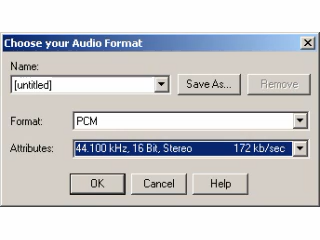 Choose your Audio Format
Name:
[untitled] Save As... Remove
Format: PCM
Attributes: 44.100 kHz, 16 Bit, Stereo 172 kb/sec
OK Cancel Help